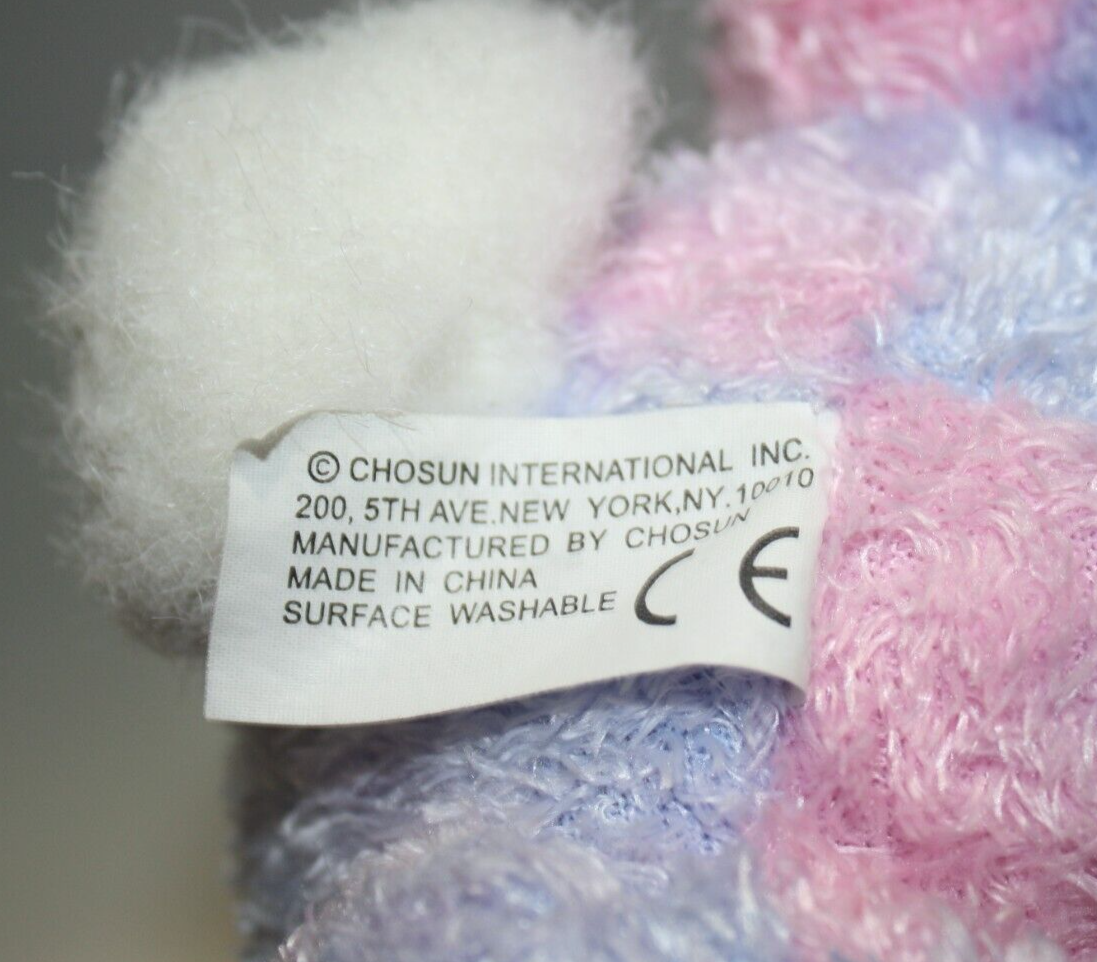 © CHOSUN INTERNATIONAL INC.
200, 5TH AVE.NEW YORK,NY.10010
MANUFACTURED BY CHOSUN
MADE IN CHINA
SURFACE WASHABLE CE